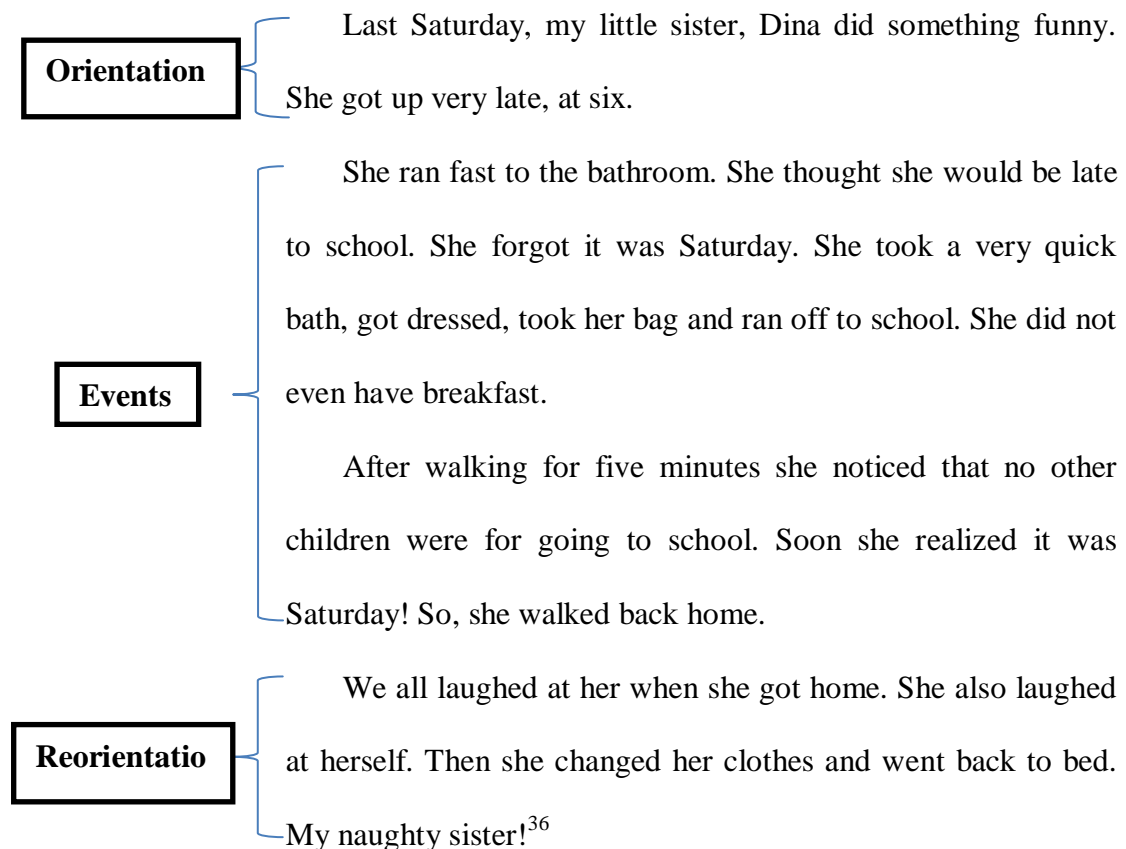 Orientation
Last Saturday, my little sister, Dina did something funny.
She got up very late, at six.
Events
She ran fast to the bathroom. She thought she would be late
to school. She forgot it was Saturday. She took a very quick
bath, got dressed, took her bag and ran off to school. She did not
even have breakfast.
After walking for five minutes she noticed that no other
children were for going to school. Soon she realized it was
Saturday! So, she walked back home.
Reorientatio
We all laughed at her when she got home. She also laughed
at herself. Then she changed her clothes and went back to bed.
My naughty sister!36